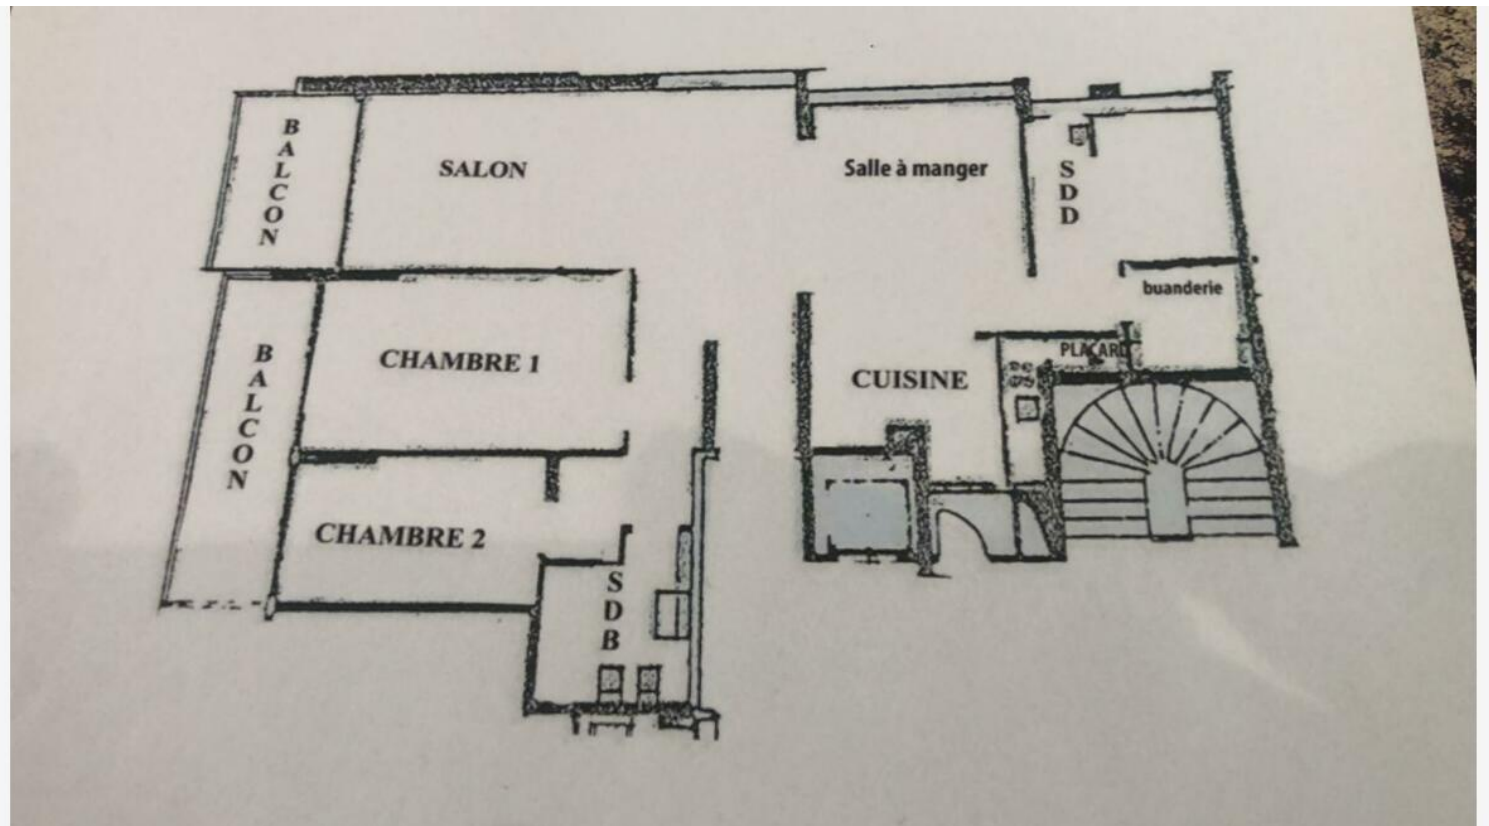 BALCON
SALON
Salle à manger
SDD
buanderie
BALCON
CHAMBRE 1
CUISINE
PLACARD
CHAMBRE 2
SDB